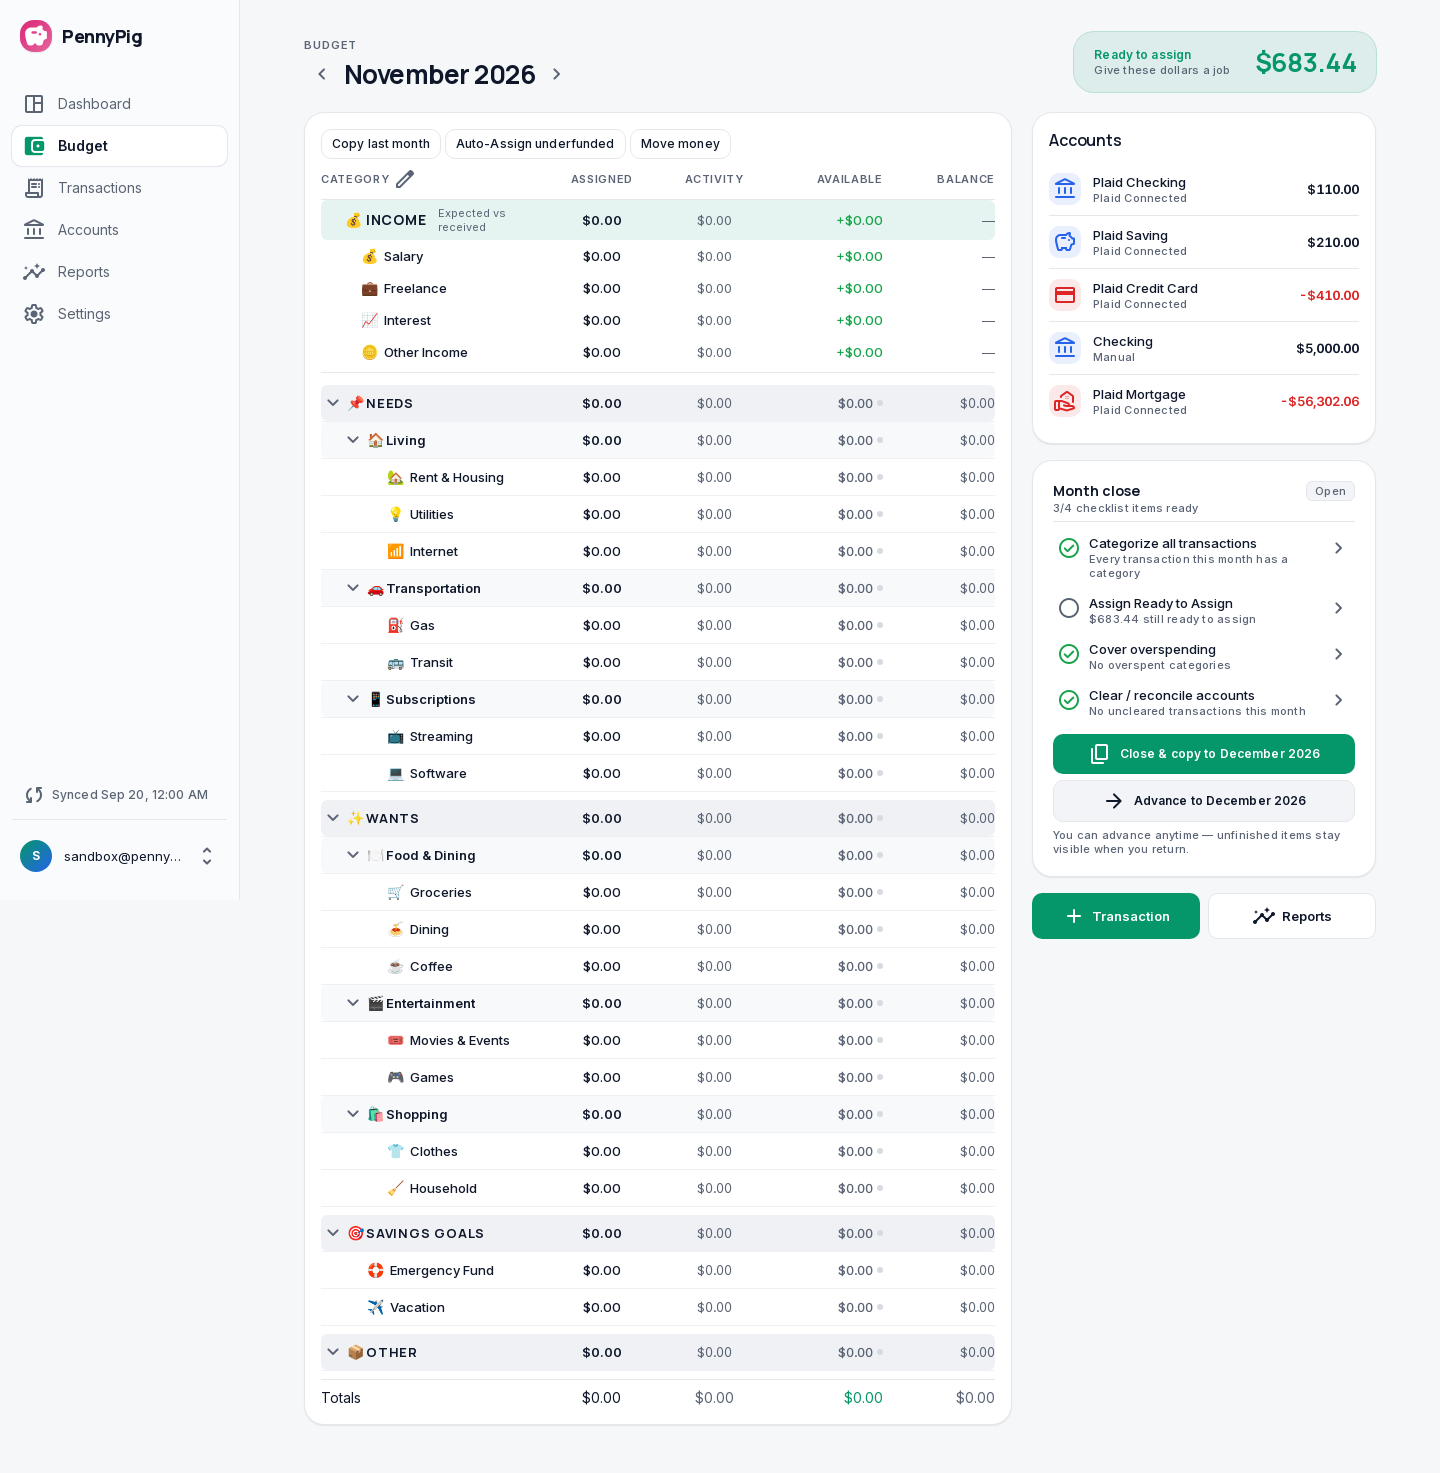 PennyPig
Dashboard
Budget
Transactions
Accounts
Reports
Settings
Synced Sep 20, 12:00 AM
S
sandbox@penny...
BUDGET
November 2026
Ready to assign
Give these dollars a job
$683.44
Copy last month
Auto-Assign underfunded
Move money
CATEGORY ASSIGNED ACTIVITY AVAILABLE BALANCE
INCOME Expected vs received $0.00 $0.00 +$0.00 —
Salary $0.00 $0.00 +$0.00 —
Freelance $0.00 $0.00 +$0.00 —
Interest $0.00 $0.00 +$0.00 —
Other Income $0.00 $0.00 +$0.00 —
NEEDS $0.00 $0.00 $0.00 $0.00
Living $0.00 $0.00 $0.00 $0.00
Rent & Housing $0.00 $0.00 $0.00 $0.00
Utilities $0.00 $0.00 $0.00 $0.00
Internet $0.00 $0.00 $0.00 $0.00
Transportation $0.00 $0.00 $0.00 $0.00
Gas $0.00 $0.00 $0.00 $0.00
Transit $0.00 $0.00 $0.00 $0.00
Subscriptions $0.00 $0.00 $0.00 $0.00
Streaming $0.00 $0.00 $0.00 $0.00
Software $0.00 $0.00 $0.00 $0.00
WANTS $0.00 $0.00 $0.00 $0.00
Food & Dining $0.00 $0.00 $0.00 $0.00
Groceries $0.00 $0.00 $0.00 $0.00
Dining $0.00 $0.00 $0.00 $0.00
Coffee $0.00 $0.00 $0.00 $0.00
Entertainment $0.00 $0.00 $0.00 $0.00
Movies & Events $0.00 $0.00 $0.00 $0.00
Games $0.00 $0.00 $0.00 $0.00
Shopping $0.00 $0.00 $0.00 $0.00
Clothes $0.00 $0.00 $0.00 $0.00
Household $0.00 $0.00 $0.00 $0.00
SAVINGS GOALS $0.00 $0.00 $0.00 $0.00
Emergency Fund $0.00 $0.00 $0.00 $0.00
Vacation $0.00 $0.00 $0.00 $0.00
OTHER $0.00 $0.00 $0.00 $0.00
Totals $0.00 $0.00 $0.00 $0.00
Accounts
Plaid Checking
Plaid Connected
$110.00
Plaid Saving
Plaid Connected
$210.00
Plaid Credit Card
Plaid Connected
-$410.00
Checking
Manual
$5,000.00
Plaid Mortgage
Plaid Connected
-$56,302.06
Month close
Open
3/4 checklist items ready
Categorize all transactions
Every transaction this month has a
category
Assign Ready to Assign
$683.44 still ready to assign
Cover overspending
No overspent categories
Clear / reconcile accounts
No uncleared transactions this month
Close & copy to December 2026
Advance to December 2026
You can advance anytime — unfinished items stay
visible when you return.
Transaction
Reports